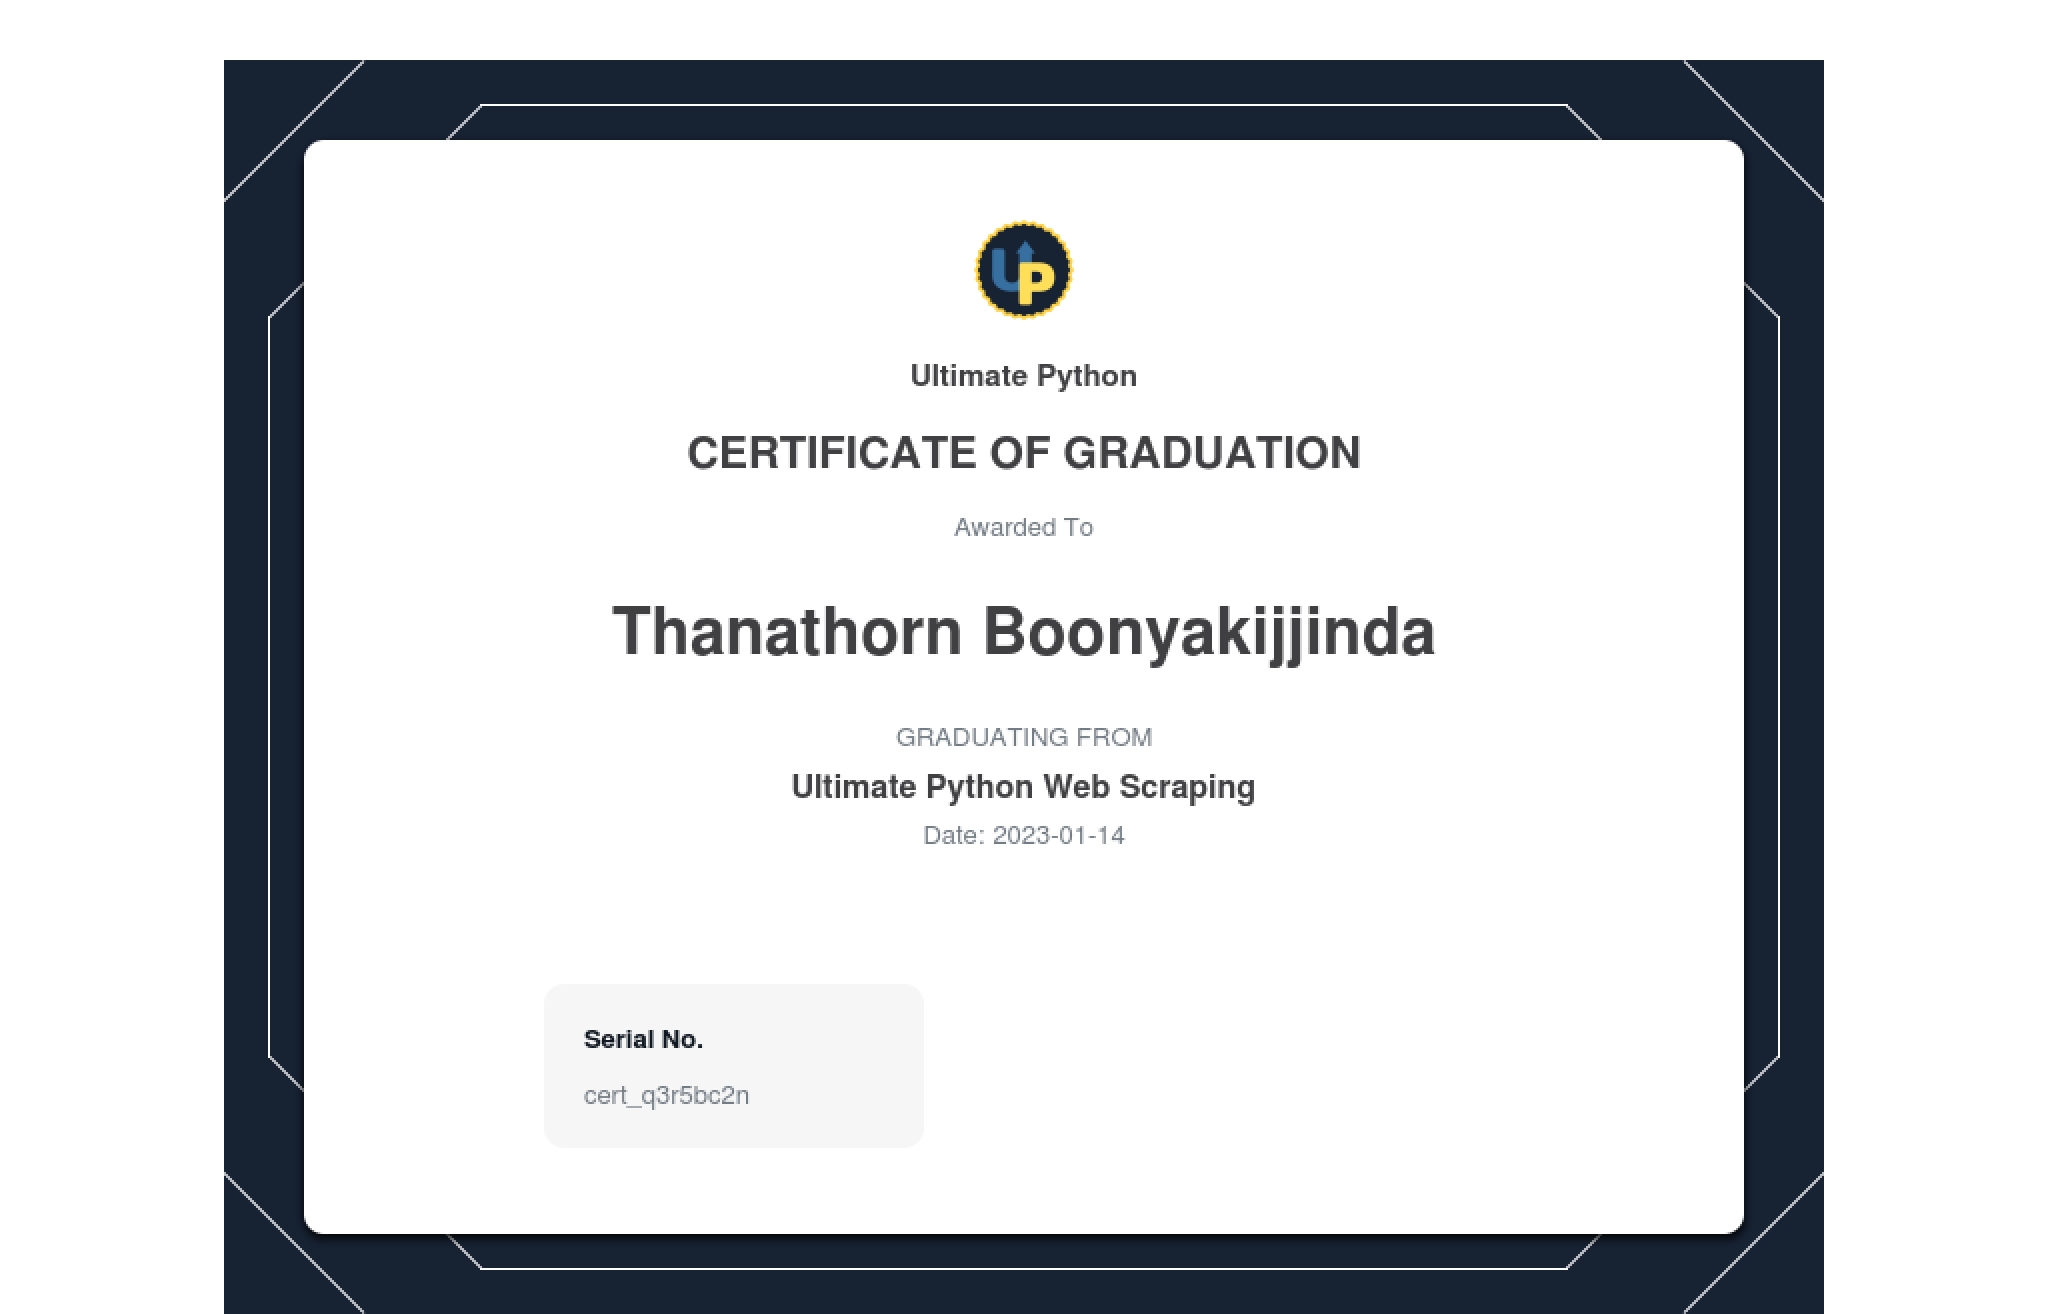 UP
Ultimate Python
CERTIFICATE OF GRADUATION
Awarded To
Thanathorn Boonyakijjinda
GRADUATING FROM
Ultimate Python Web Scraping
Date: 2023-01-14
Serial No.
cert_q3r5bc2n